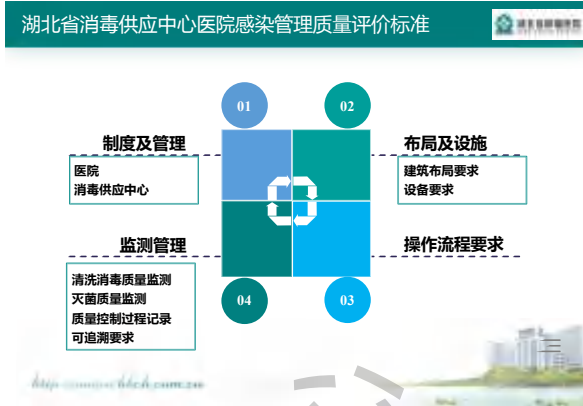 湖北省消毒供应中心医院感染管理质量评价标准
01
02
制度及管理
医院
消毒供应中心
布局及设施
建筑布局要求
设备要求
监测管理
清洗消毒质量监测
灭菌质量监测
质量控制过程记录
可追溯要求
操作流程要求
04
03